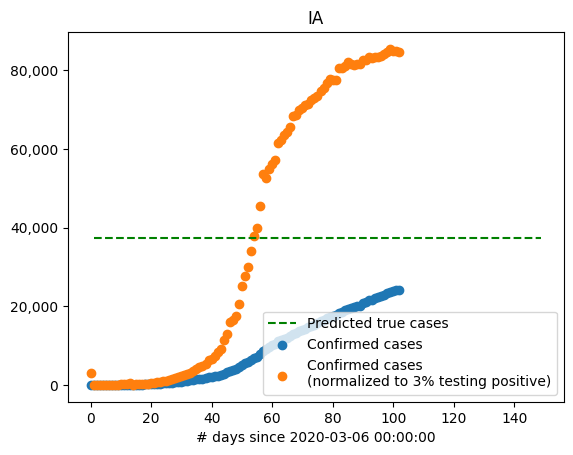 IA
80,000
60,000
40,000
20,000
0
0 20 40 60 80 100 120 140
# days since 2020-03-06 00:00:00
Predicted true cases
Confirmed cases
Confirmed cases
(normalized to 3% testing positive)